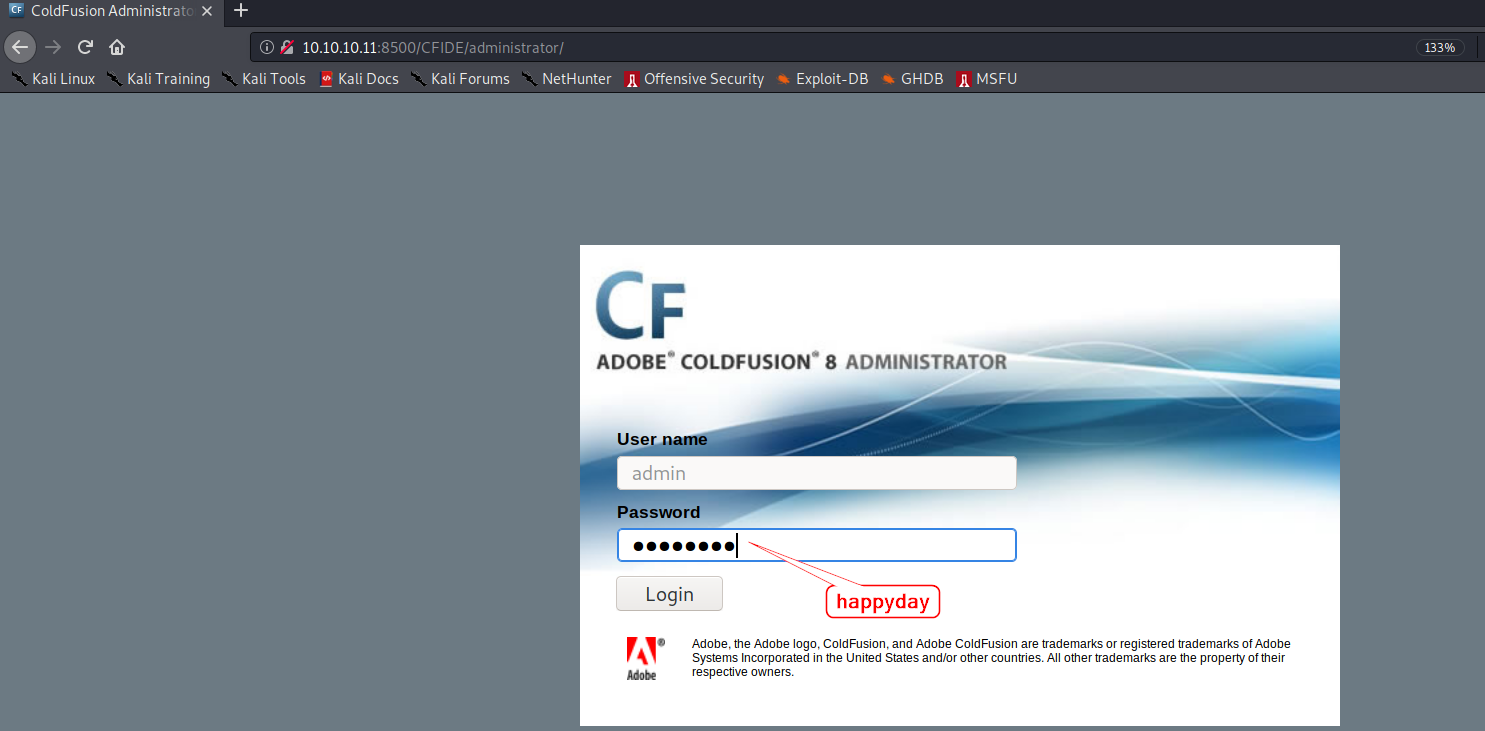 ColdFusion Administrato
10.10.10.11:8500/CFIDE/administrator/
133%
Kali Linux Kali Training Kali Tools Kali Docs Kali Forums NetHunter Offensive Security Exploit-DB GHDB MSFU
CF
ADOBE® COLDFUSION® 8 ADMINISTRATOR
User name
admin
Password
••••••••
Login
happyday
Adobe, the Adobe logo, ColdFusion, and Adobe ColdFusion are trademarks or registered trademarks of Adobe
Systems Incorporated in the United States and/or other countries. All other trademarks are the property of their
respective owners.
®
Adobe